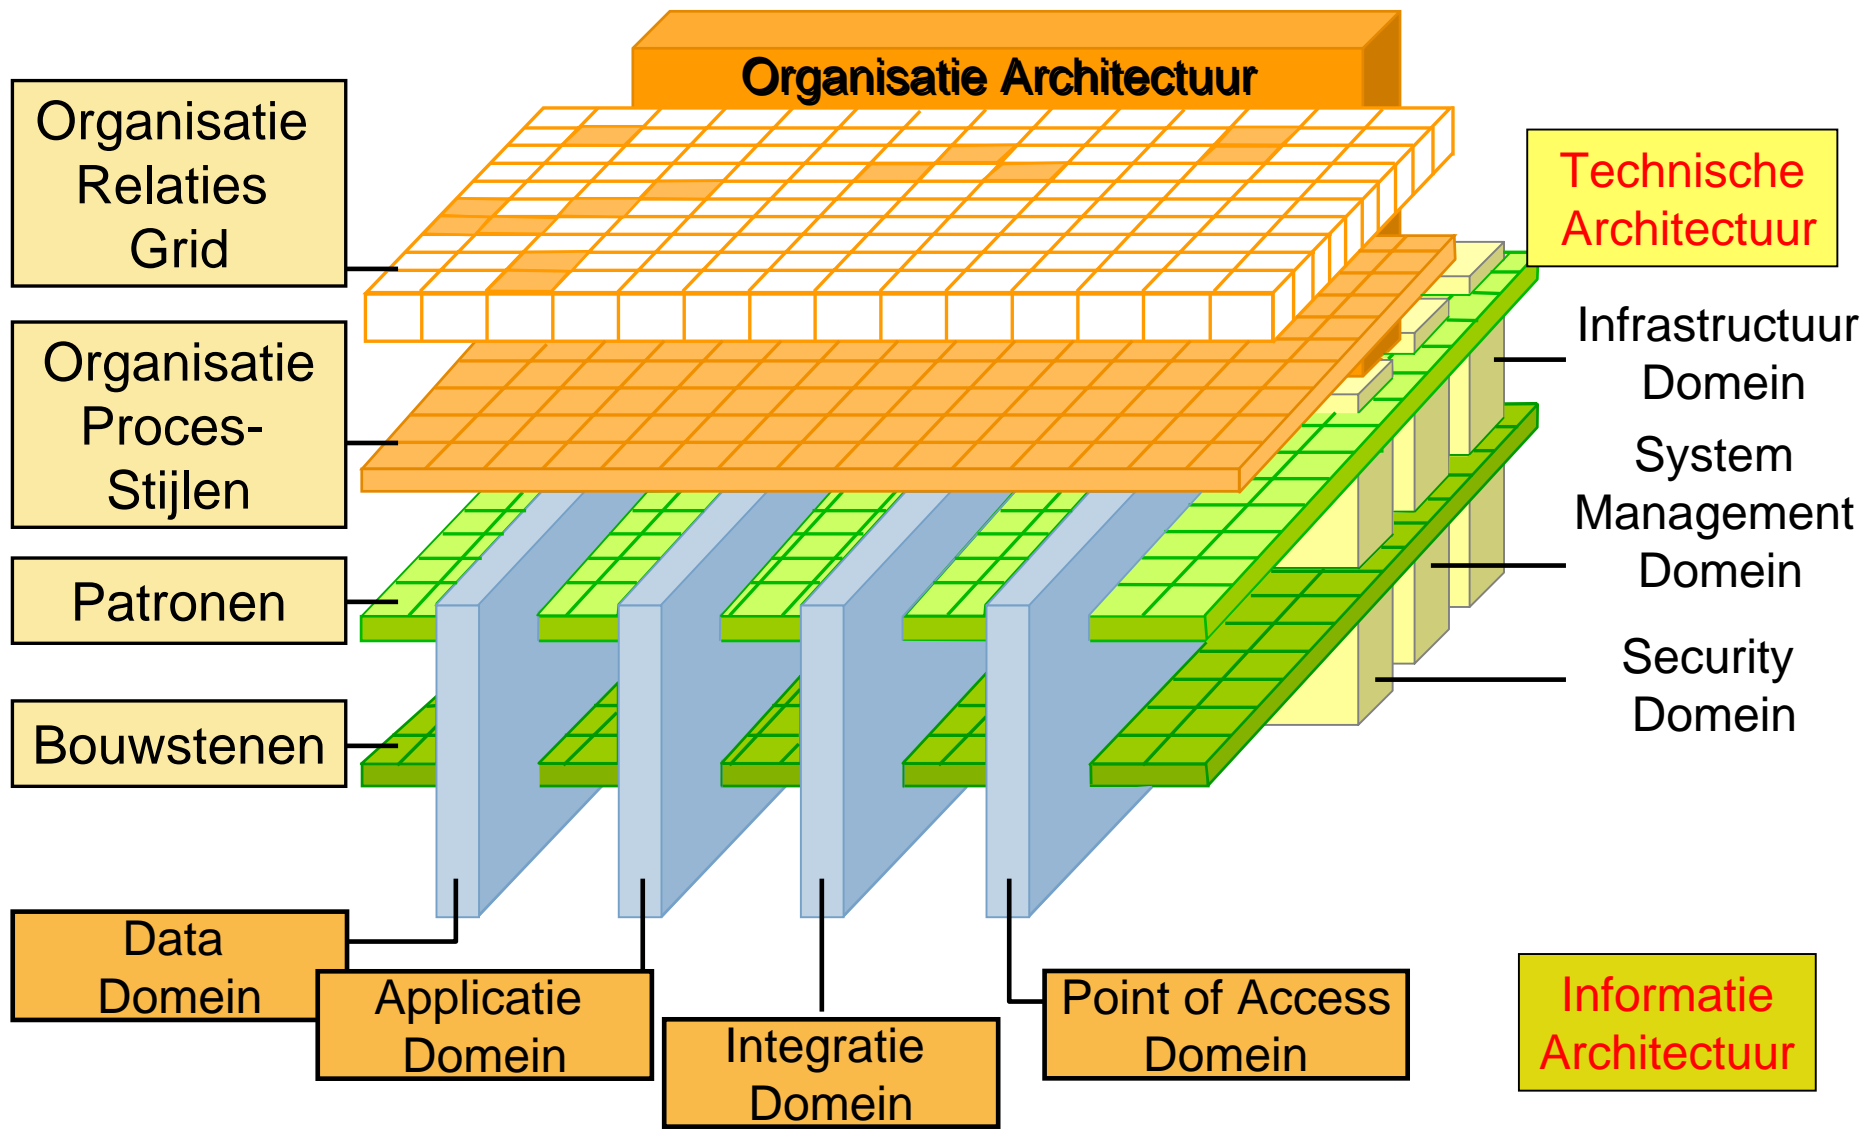 Organisatie Architectuur
Organisatie
Relaties
Grid
Organisatie
Proces-
Stijlen
Patronen
Bouwstenen
Technische
Architectuur
Infrastructuur
Domein
System
Management
Domein
Security
Domein
Data
Domein
Applicatie
Domein
Integratie
Domein
Point of Access
Domein
Informatie
Architectuur